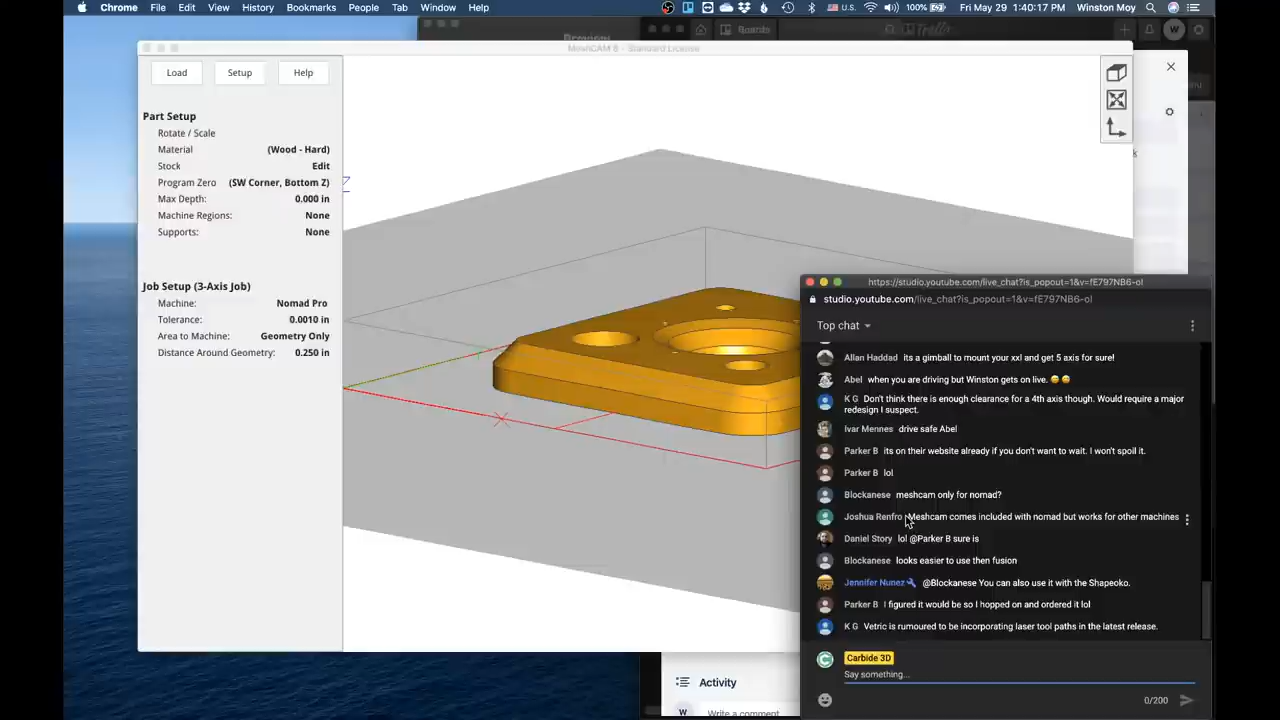 Chrome File Edit View History Bookmarks People Tab Window Help
U.S. 100% Fri May 29 1:40:17 PM Winston Moy
Boards Trello W
MeshCAM 8 - Standard License
Load Setup Help
Part Setup
Rotate / Scale
Material (Wood - Hard)
Stock Edit
Program Zero (SW Corner, Bottom Z)
Max Depth: 0.000 in
Machine Regions: None
Supports: None
Job Setup (3-Axis Job)
Machine: Nomad Pro
Tolerance: 0.0010 in
Area to Machine: Geometry Only
Distance Around Geometry: 0.250 in
https://studio.youtube.com/live_chat?is_popout=1&v=fE797NB6-oI
studio.youtube.com/live_chat?is_popout=1&v=fE797NB6-oI
Top chat
Allan Haddad its a gimball to mount your xxl and get 5 axis for sure!
Abel when you are driving but Winston gets on live.
K G Don't think there is enough clearance for a 4th axis though. Would require a major
redesign I suspect.
Ivar Mennes drive safe Abel
Parker B its on their website already if you don't want to wait. I won't spoil it.
Parker B lol
Blockanese meshcam only for nomad?
Joshua Renfro Meshcam comes included with nomad but works for other machines
Daniel Story lol @Parker B sure is
Blockanese looks easier to use then fusion
Jennifer Nunez @Blockanese You can also use it with the Shapeoko.
Parker B I figured it would be so I hopped on and ordered it lol
K G Vetric is rumoured to be incorporating laser tool paths in the latest release.
Carbide 3D
Say something...
0/200
Activity
W Write a comment...